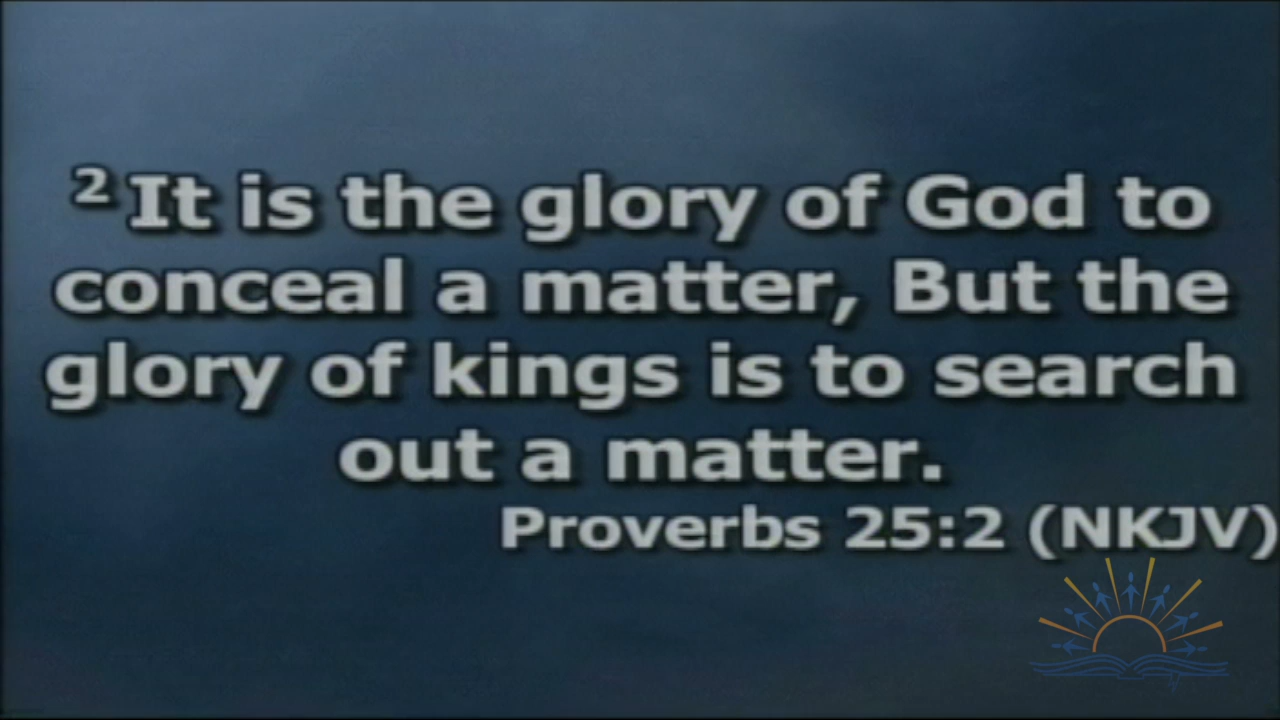 ² It is the glory of God to
conceal a matter, But the
glory of kings is to search
out a matter.
Proverbs 25:2 (NKJV)